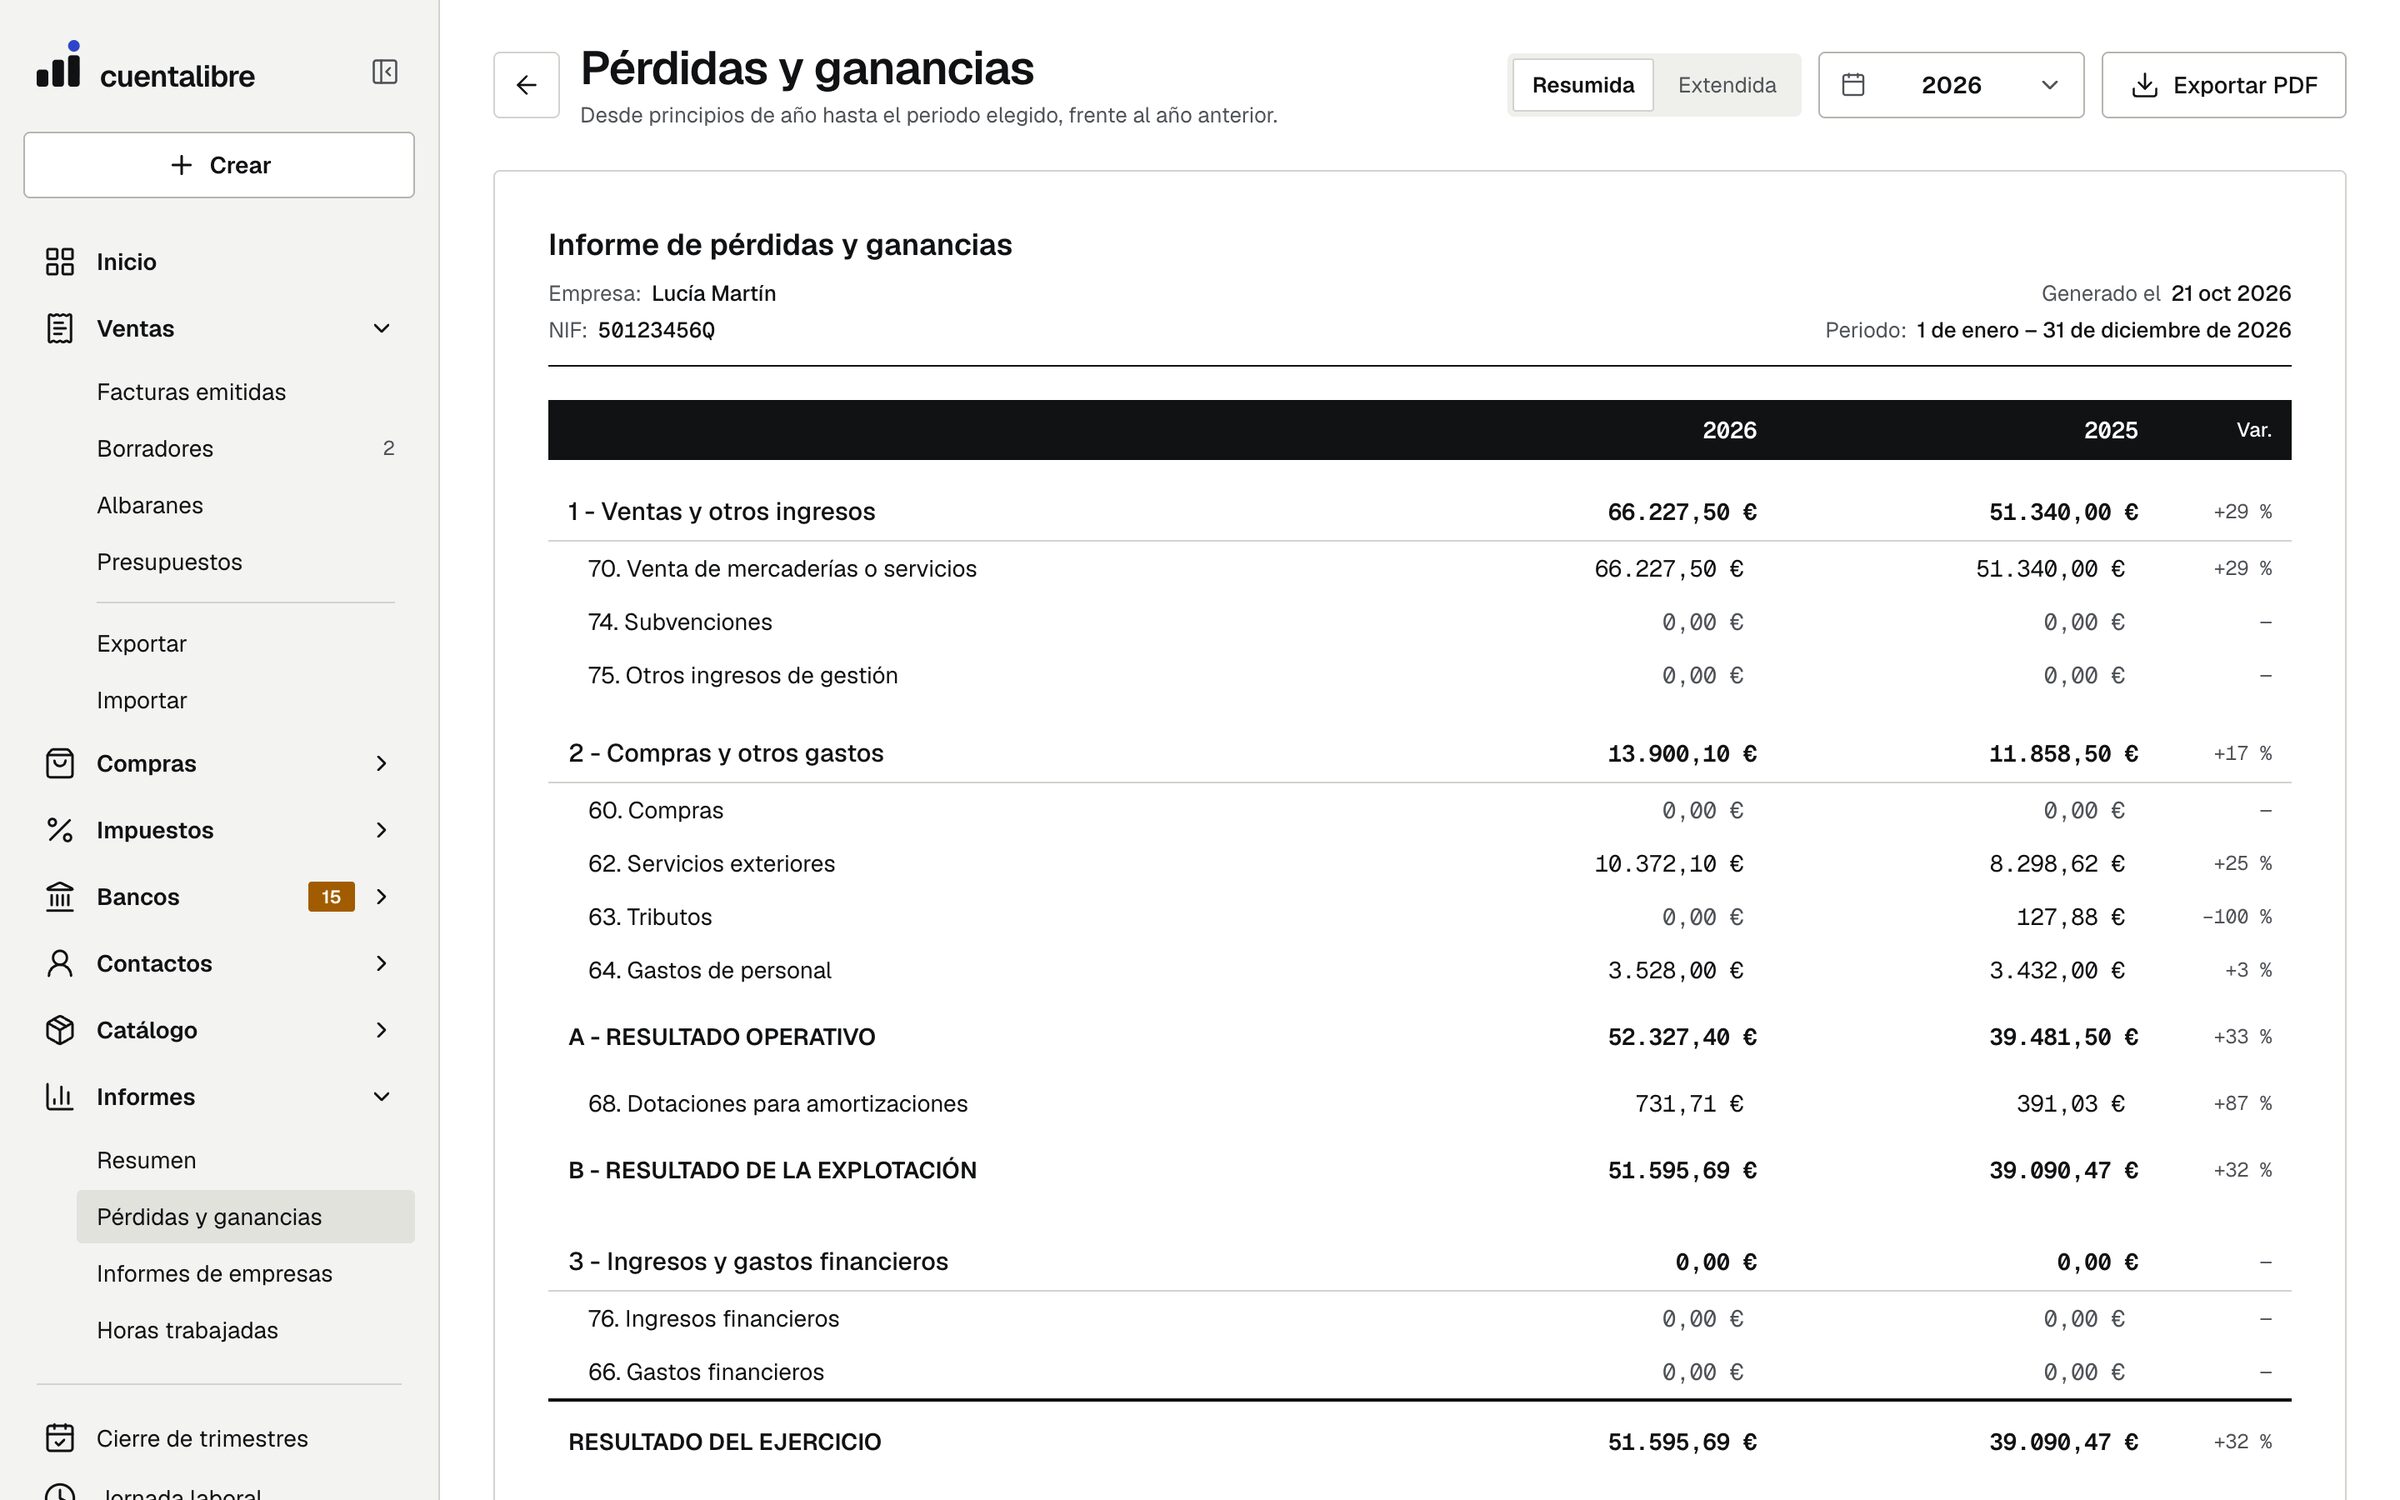 cuentalibre
Crear
Inicio
Ventas
Facturas emitidas
Borradores 2
Albaranes
Presupuestos
Exportar
Importar
Compras
Impuestos
Bancos 15
Contactos
Catálogo
Informes
Resumen
Pérdidas y ganancias
Informes de empresas
Horas trabajadas
Cierre de trimestres
Jornada laboral
Pérdidas y ganancias
Desde principios de año hasta el periodo elegido, frente al año anterior.
Resumida Extendida 2026 Exportar PDF
Informe de pérdidas y ganancias
Empresa: Lucía Martín Generado el 21 oct 2026
NIF: 50123456Q Periodo: 1 de enero – 31 de diciembre de 2026
2026 2025 Var.
1 - Ventas y otros ingresos 66.227,50 € 51.340,00 € +29 %
70. Venta de mercaderías o servicios 66.227,50 € 51.340,00 € +29 %
74. Subvenciones 0,00 € 0,00 € –
75. Otros ingresos de gestión 0,00 € 0,00 € –
2 - Compras y otros gastos 13.900,10 € 11.858,50 € +17 %
60. Compras 0,00 € 0,00 € –
62. Servicios exteriores 10.372,10 € 8.298,62 € +25 %
63. Tributos 0,00 € 127,88 € −100 %
64. Gastos de personal 3.528,00 € 3.432,00 € +3 %
A - RESULTADO OPERATIVO 52.327,40 € 39.481,50 € +33 %
68. Dotaciones para amortizaciones 731,71 € 391,03 € +87 %
B - RESULTADO DE LA EXPLOTACIÓN 51.595,69 € 39.090,47 € +32 %
3 - Ingresos y gastos financieros 0,00 € 0,00 € –
76. Ingresos financieros 0,00 € 0,00 € –
66. Gastos financieros 0,00 € 0,00 € –
RESULTADO DEL EJERCICIO 51.595,69 € 39.090,47 € +32 %